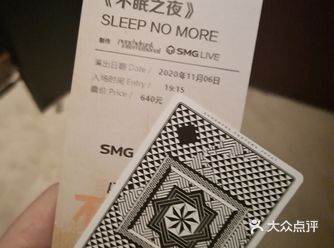 《不眠之夜》
SLEEP NO MORE
制作 punchdrunk international SMG LIVE
演出日期 Date / 2020年11月06日
入场时间 Entry / 19:15
票价 Price / 640元
SMG
大众点评